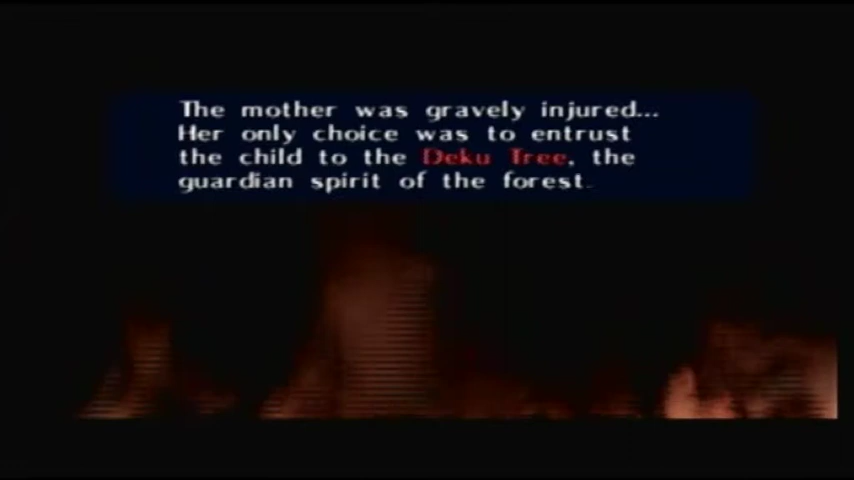 The mother was gravely injured...
Her only choice was to entrust
the child to the Deku Tree, the
guardian spirit of the forest.